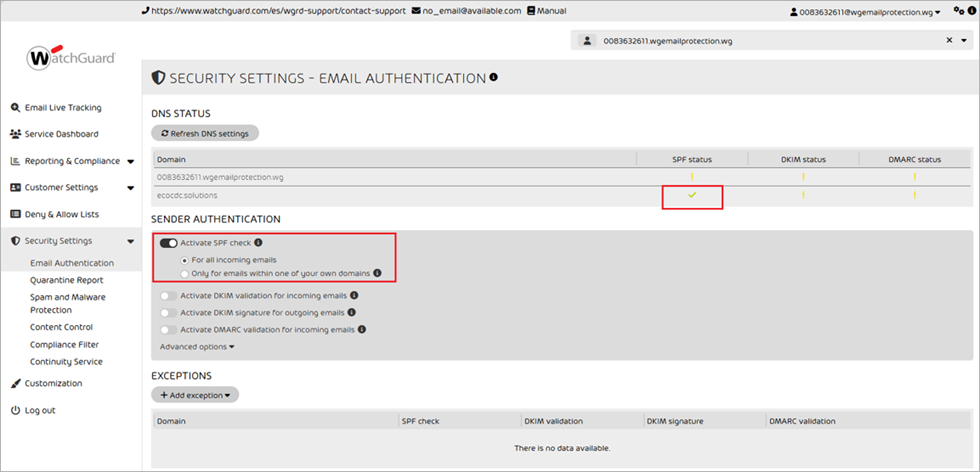 https://www.watchguard.com/es/wgrd-support/contact-support no_email@available.com Manual 0083632611@wgemailprotection.wg
0083632611.wgemailprotection.wg
WatchGuard
SECURITY SETTINGS - EMAIL AUTHENTICATION
Email Live Tracking
Service Dashboard
Reporting & Compliance
Customer Settings
Deny & Allow Lists
Security Settings
Email Authentication
Quarantine Report
Spam and Malware
Protection
Content Control
Compliance Filter
Continuity Service
Customization
Log out
DNS STATUS
Refresh DNS settings
Domain SPF status DKIM status DMARC status
0083632611.wgemailprotection.wg ! ! !
ecocdc.solutions ✓ ! !
SENDER AUTHENTICATION
Activate SPF check
For all incoming emails
Only for emails within one of your own domains
Activate DKIM validation for incoming emails
Activate DKIM signature for outgoing emails
Activate DMARC validation for incoming emails
Advanced options
EXCEPTIONS
+ Add exception
Domain SPF check DKIM validation DKIM signature DMARC validation
There is no data available.